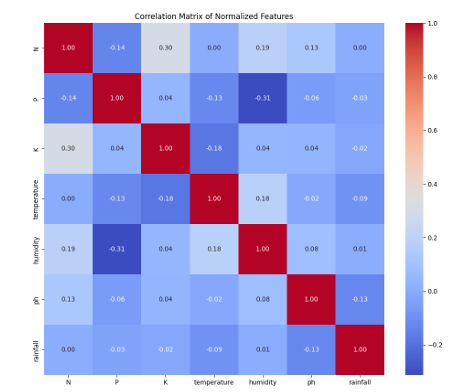 Correlation Matrix of Normalized Features
N 1.00 -0.14 0.30 0.00 0.19 0.13 0.00
P -0.14 1.00 0.04 -0.13 -0.31 -0.06 -0.03
K 0.30 0.04 1.00 -0.18 0.04 0.04 -0.02
temperature 0.00 -0.13 -0.18 1.00 0.18 -0.02 -0.09
humidity 0.19 -0.31 0.04 0.18 1.00 0.08 0.01
ph 0.13 -0.06 0.04 -0.02 0.08 1.00 -0.13
rainfall 0.00 -0.03 -0.02 -0.09 0.01 -0.13 1.00
N P K temperature humidity ph rainfall
1.0
0.8
0.6
0.4
0.2
0.0
-0.2